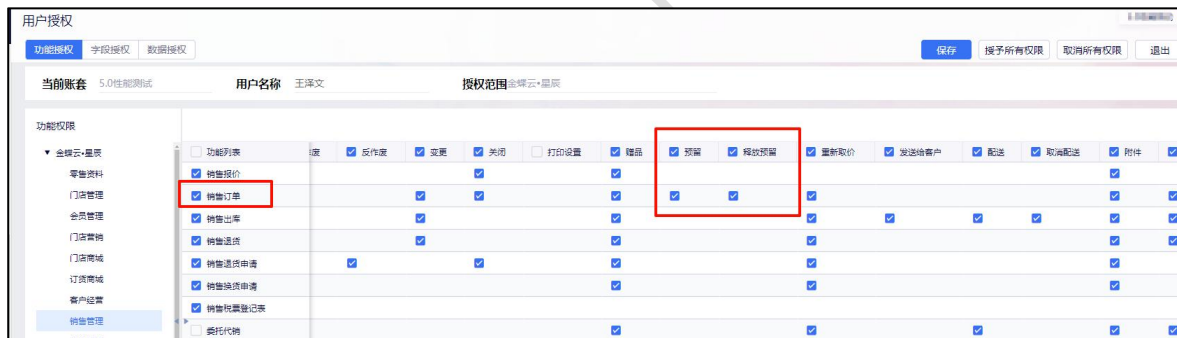 用户授权
功能授权 字段授权 数据授权 保存 授予所有权限 取消所有权限 退出
当前账套 5.0性能测试 用户名称 王泽文 授权范围 金蝶云•星辰
功能权限
金蝶云•星辰 功能列表 废 反作废 变更 关闭 打印设置 赠品 预留 释放预留 重新取价 发送给客户 配送 取消配送 附件
零售资料 销售报价
门店管理 销售订单
会员管理 销售出库
门店营销 销售退货
门店商城 销售退货申请
订货商城 销售换货申请
客户经营 销售税票登记表
销售管理 委托代销